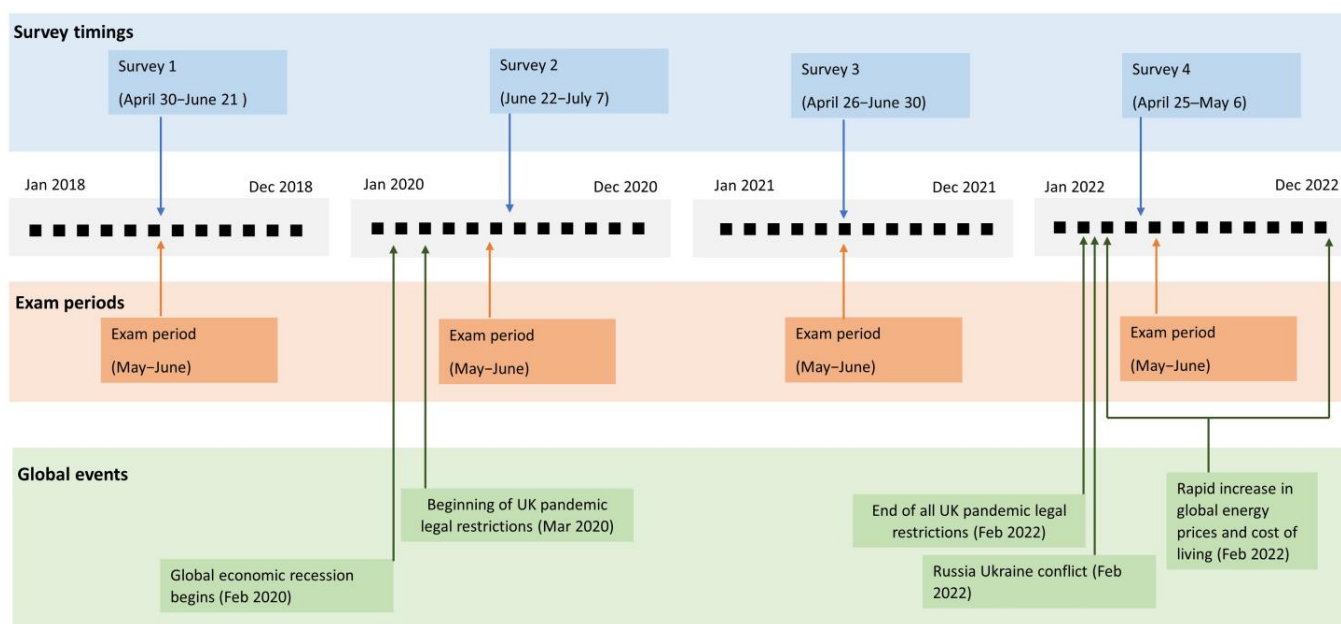 Survey timings
Survey 1
(April 30–June 21 )
Survey 2
(June 22–July 7)
Survey 3
(April 26–June 30)
Survey 4
(April 25–May 6)
Jan 2018
Dec 2018
Jan 2020
Dec 2020
Jan 2021
Dec 2021
Jan 2022
Dec 2022
Exam periods
Exam period
(May–June)
Exam period
(May–June)
Exam period
(May–June)
Exam period
(May–June)
Global events
Global economic recession
begins (Feb 2020)
Beginning of UK pandemic
legal restrictions (Mar 2020)
End of all UK pandemic legal
restrictions (Feb 2022)
Russia Ukraine conflict (Feb
2022)
Rapid increase in
global energy
prices and cost of
living (Feb 2022)